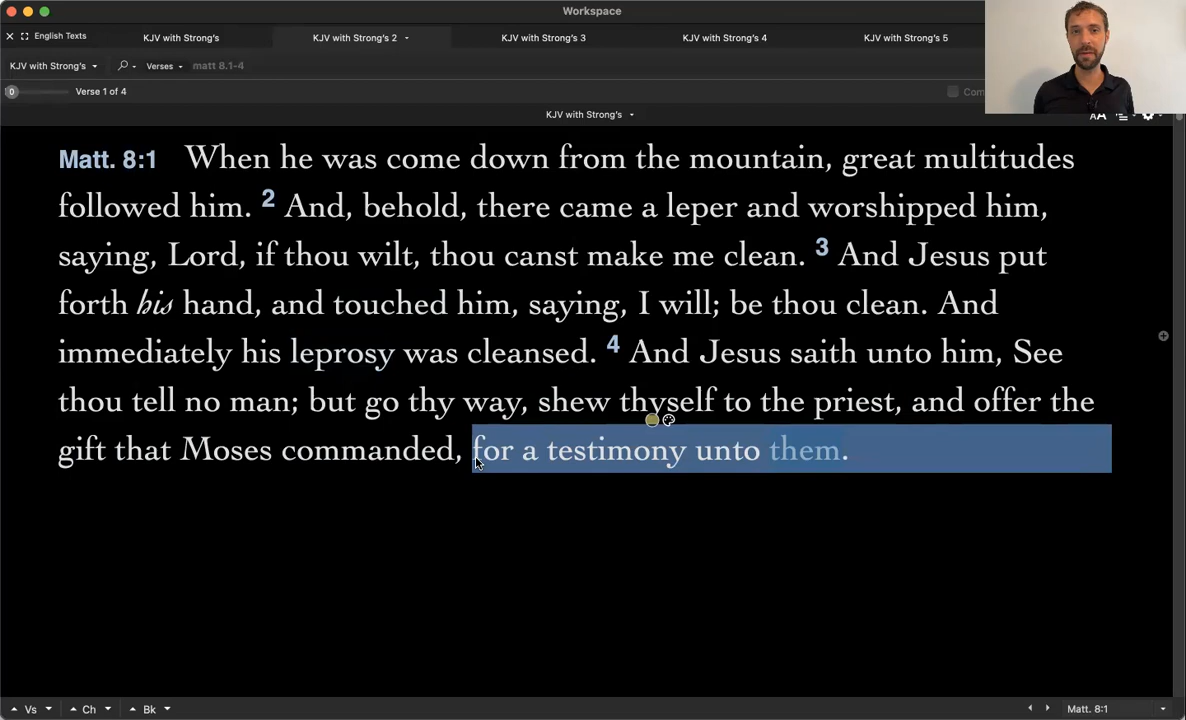 Workspace
English Texts
KJV with Strong's
KJV with Strong's 2
KJV with Strong's 3
KJV with Strong's 4
KJV with Strong's 5
KJV with Strong's
Verses
matt 8.1-4
0
Verse 1 of 4
Com
KJV with Strong's
AA
Matt. 8:1 When he was come down from the mountain, great multitudes
followed him. 2 And, behold, there came a leper and worshipped him,
saying, Lord, if thou wilt, thou canst make me clean. 3 And Jesus put
forth his hand, and touched him, saying, I will; be thou clean. And
immediately his leprosy was cleansed. 4 And Jesus saith unto him, See
thou tell no man; but go thy way, shew thyself to the priest, and offer the
gift that Moses commanded, for a testimony unto them.
Vs
Ch
Bk
Matt. 8:1